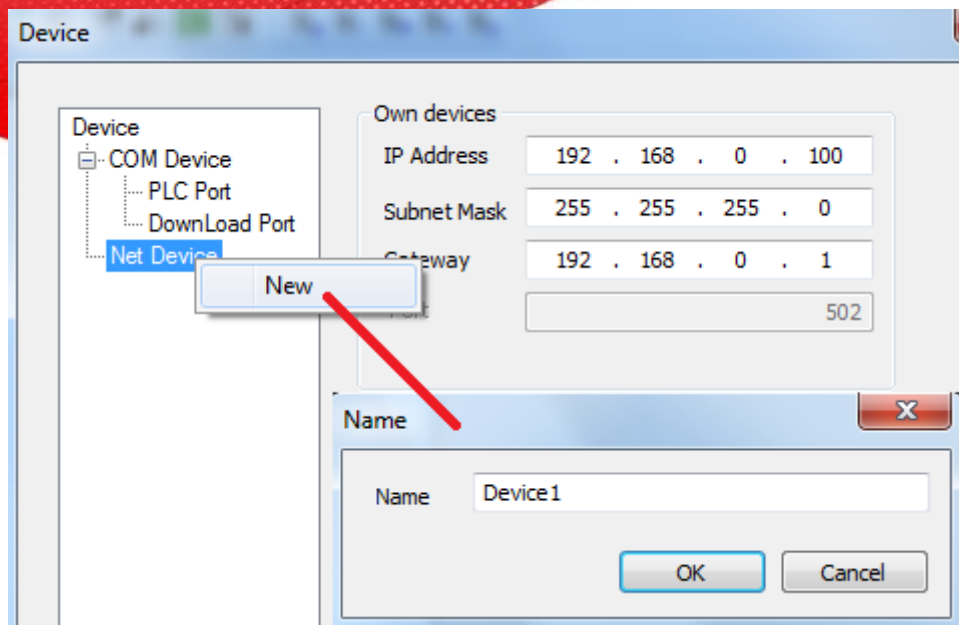 Device
Device
COM Device
PLC Port
DownLoad Port
Net Device
New
Own devices
IP Address 192 . 168 . 0 . 100
Subnet Mask 255 . 255 . 255 . 0
Gateway 192 . 168 . 0 . 1
502
Name
Name Device1
OK Cancel